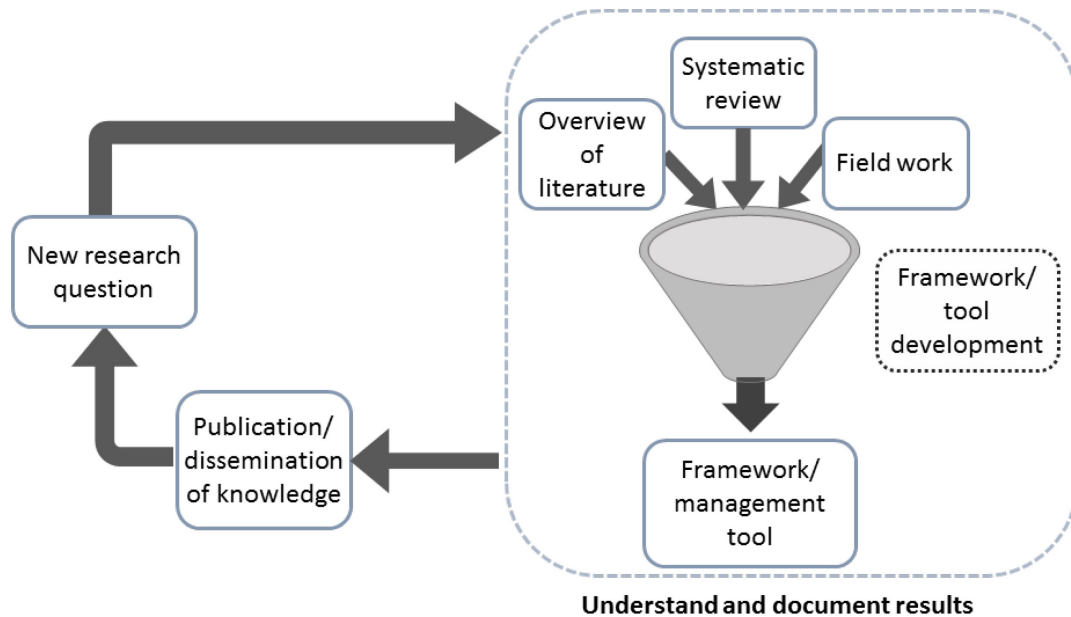 Systematic
review
Overview
of
literature
Field work
New research
question
Framework/
tool
development
Publication/
dissemination
of knowledge
Framework/
management
tool
Understand and document results